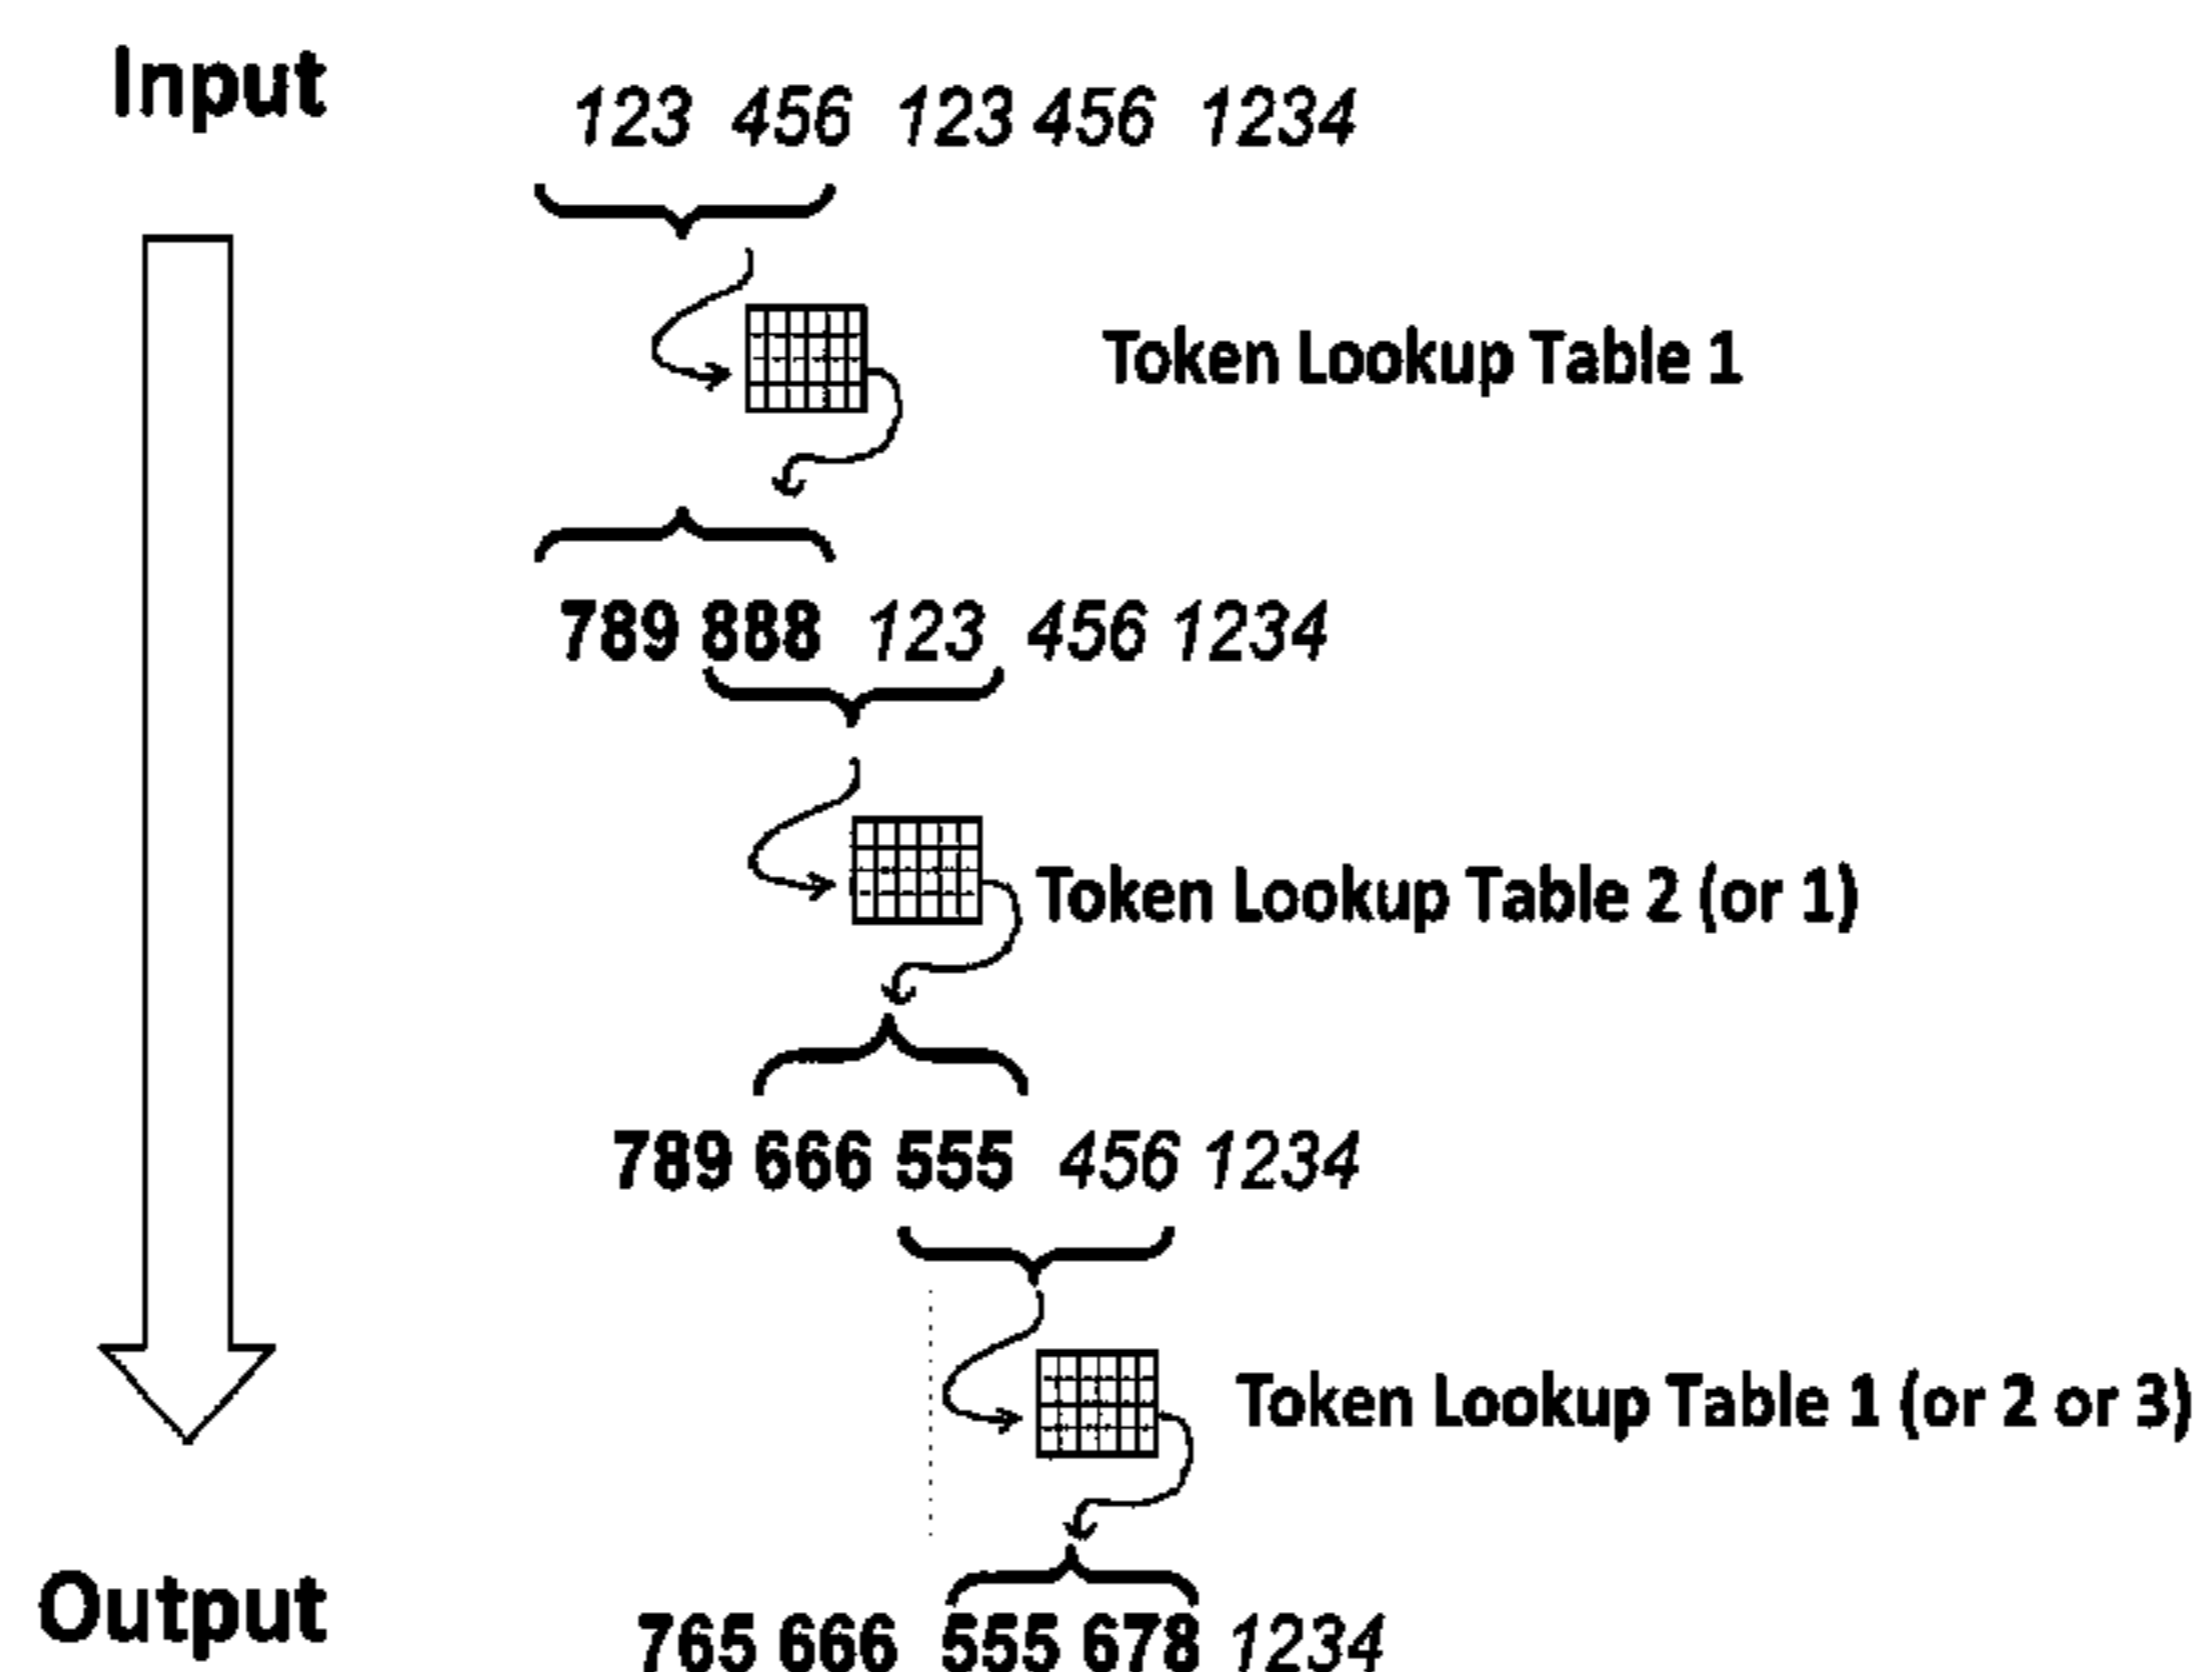 Input 123 456 123 456 1234
Token Lookup Table 1
789 888 123 456 1234
Token Lookup Table 2 (or 1)
789 666 555 456 1234
Token Lookup Table 1 (or 2 or 3)
Output 765 666 555 678 1234